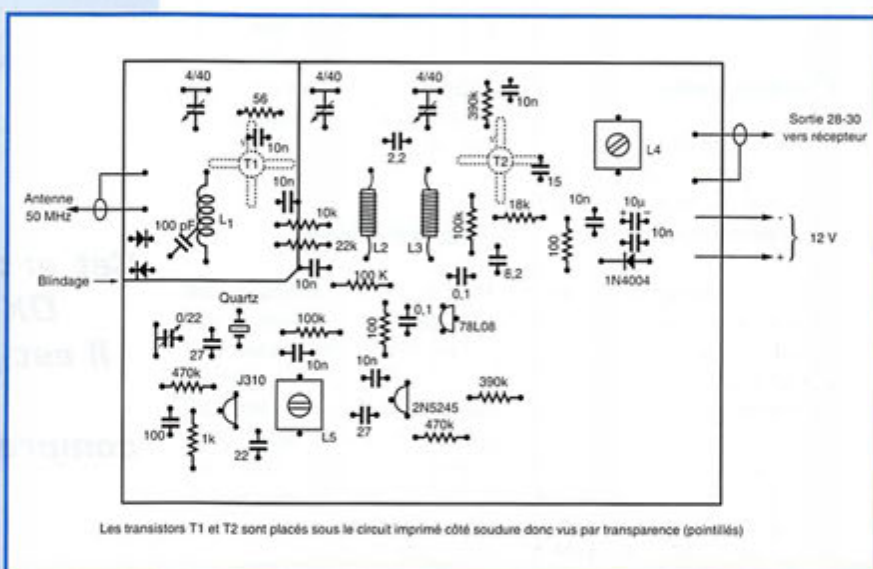 4/40
4/40
4/40
56
10n
T1
10n
2,2
390k
10n
T2
15
L4
Sortie 28-30
vers récepteur
Antenne
50 MHz
100 pF
L1
10k
22k
10n
L2
L3
100k
18k
8,2
10n
10µ
10n
100
1N4004
-
+
12 V
Blindage
100 K
0,1
Quartz
0/22
27
100k
10n
100
0,1
78L08
470k
J310
10n
2N5245
390k
100
1k
22
L5
27
470k
Les transistors T1 et T2 sont placés sous le circuit imprimé côté soudure donc vus par transparence (pointillés)